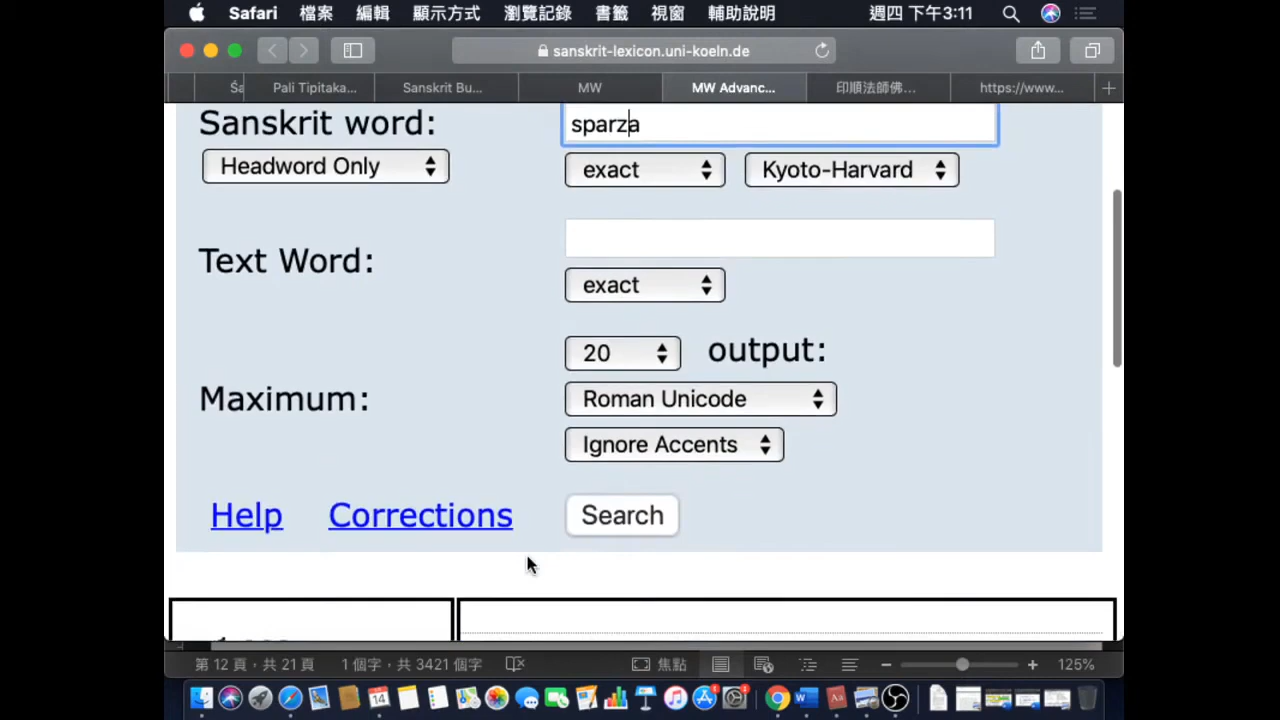 Safari 檔案 編輯 顯示方式 瀏覽記錄 書籤 視窗 輔助說明 週四 下午3:11
sanskrit-lexicon.uni-koeln.de
Śa Pali Tipitaka... Sanskrit Bu... MW MW Advanc... 印順法師佛... https://www...
Sanskrit word: sparza
Headword Only exact Kyoto-Harvard
Text Word:
exact
20 output:
Maximum: Roman Unicode
Ignore Accents
Help Corrections Search
第 12 頁，共 21 頁 1 個字，共 3421 個字 焦點 125%